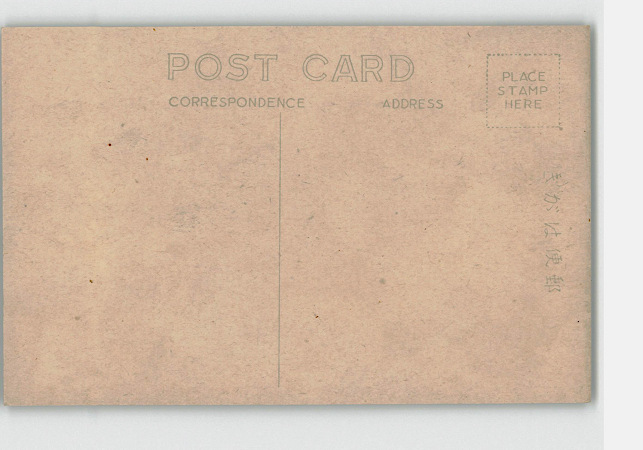 POST CARD
CORRESPONDENCE ADDRESS
PLACE
STAMP
HERE
きがは便郵